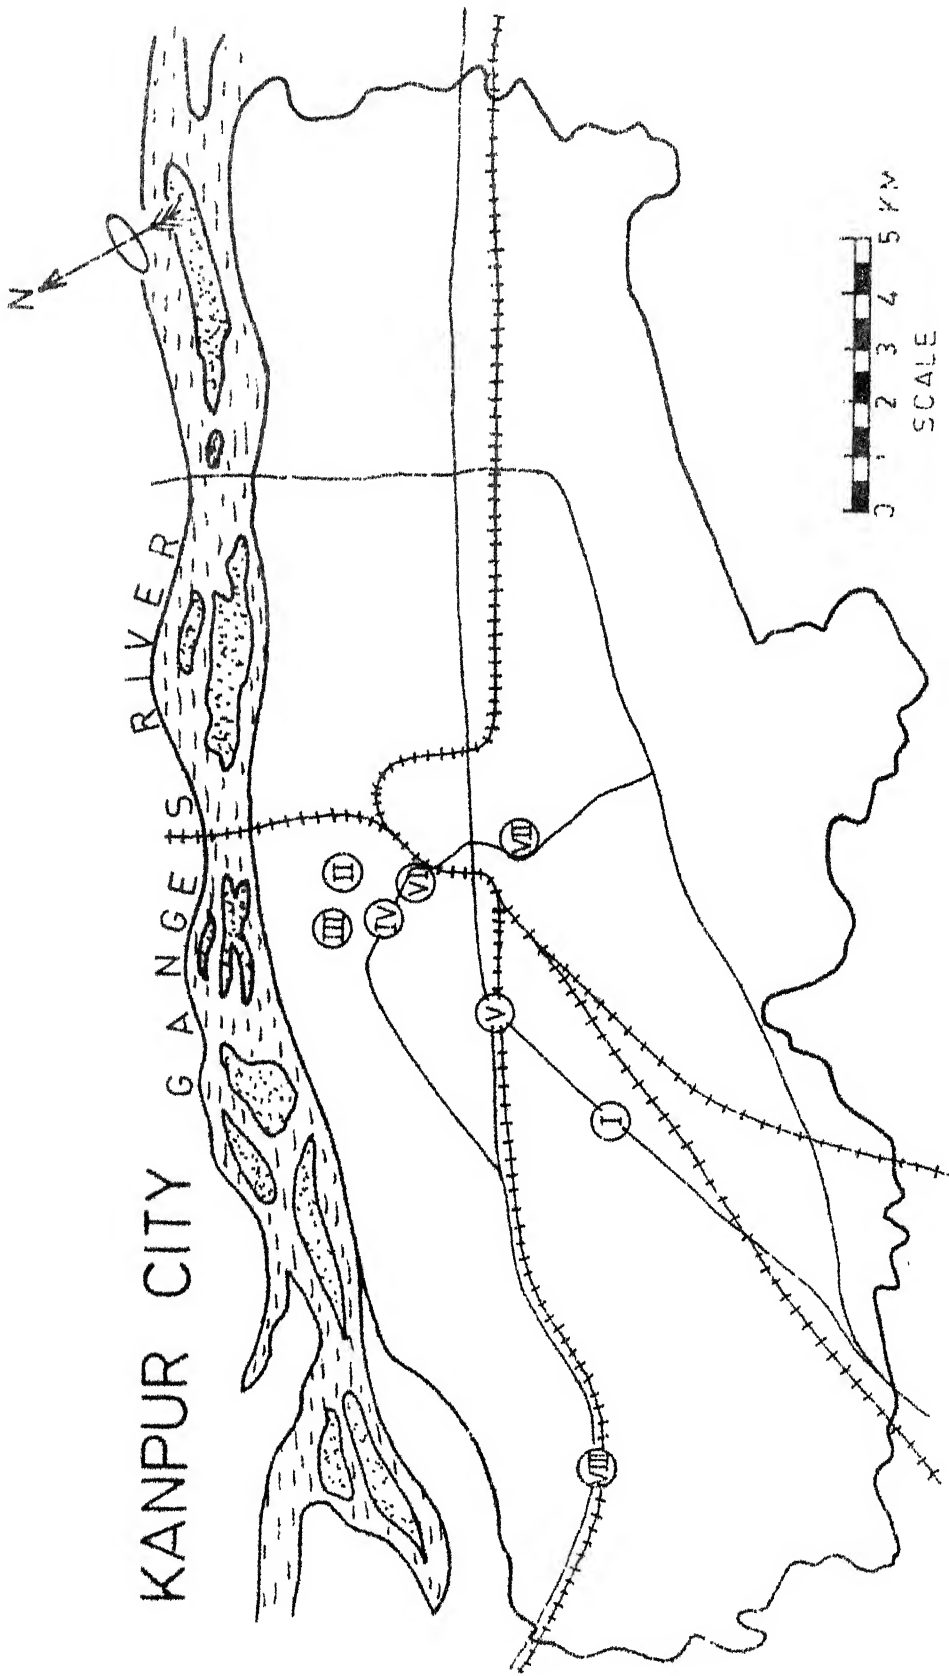 KANPUR CITY
GANGES RIVER
N
III
II
IV
VI
VII
V
I
VIII
0 1 2 3 4 5 KM
SCALE